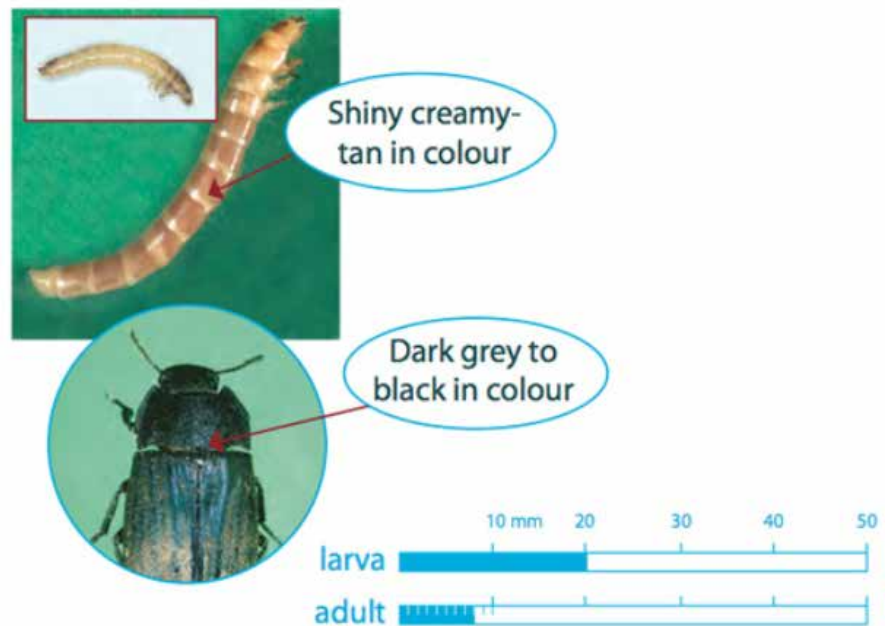 Shiny creamy-
tan in colour
Dark grey to
black in colour
10 mm 20 30 40 50
larva
adult